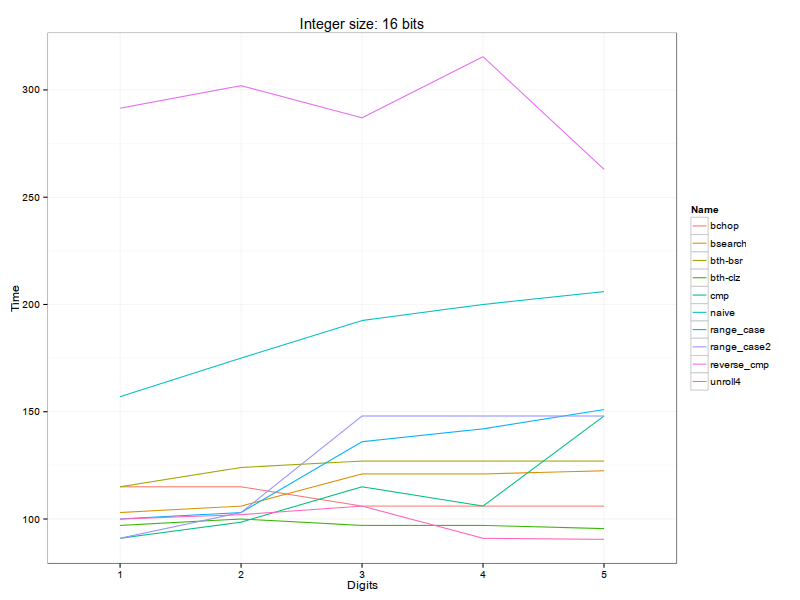 Integer size: 16 bits
Time
300
250
200
150
100
1 2 3 4 5
Digits
Name
bchop
bsearch
bth-bsr
bth-clz
cmp
naive
range_case
range_case2
reverse_cmp
unroll4